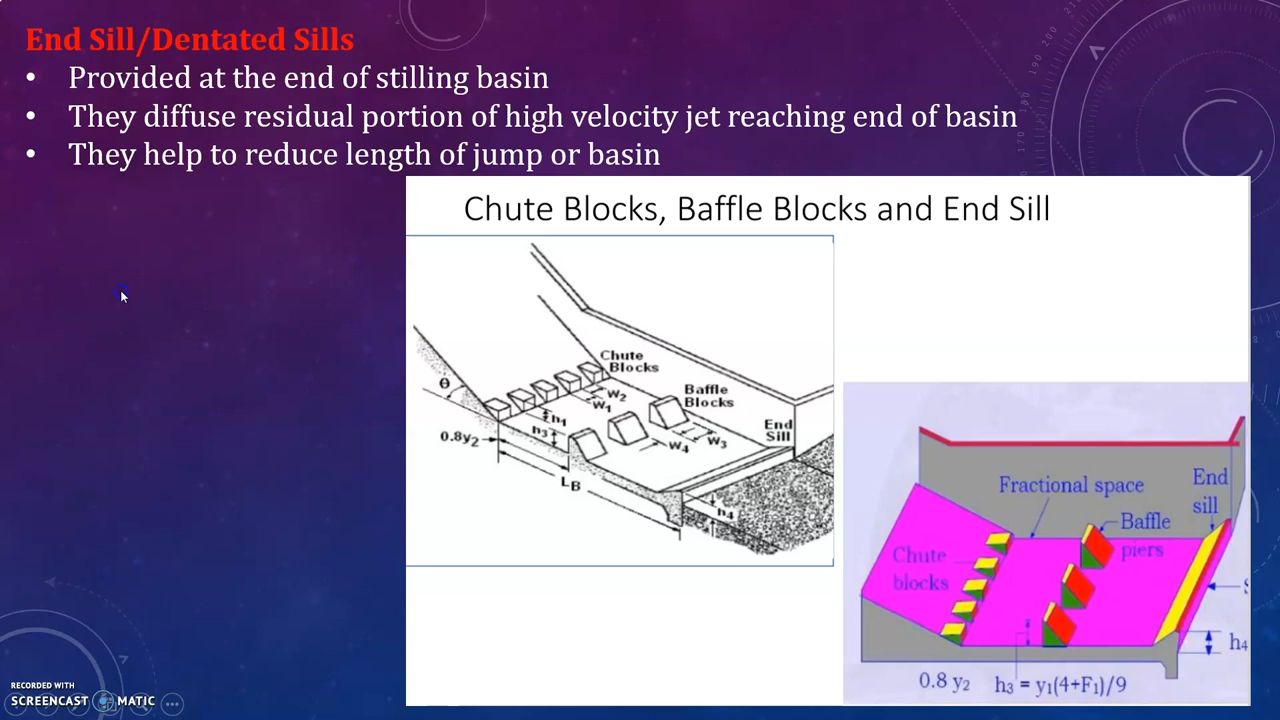 End Sill/Dentated Sills
• Provided at the end of stilling basin
• They diffuse residual portion of high velocity jet reaching end of basin
• They help to reduce length of jump or basin
Chute Blocks, Baffle Blocks and End Sill
Chute
Blocks
θ
W2
W1
Baffle
Blocks
h1
h3
0.8y2
End
Sill
W3
W4
LB
h4
Fractional space
End
sill
Baffle
piers
Chute
blocks
h4
0.8 y2
h3 = y1(4+F1)/9
RECORDED WITH
SCREENCAST MATIC